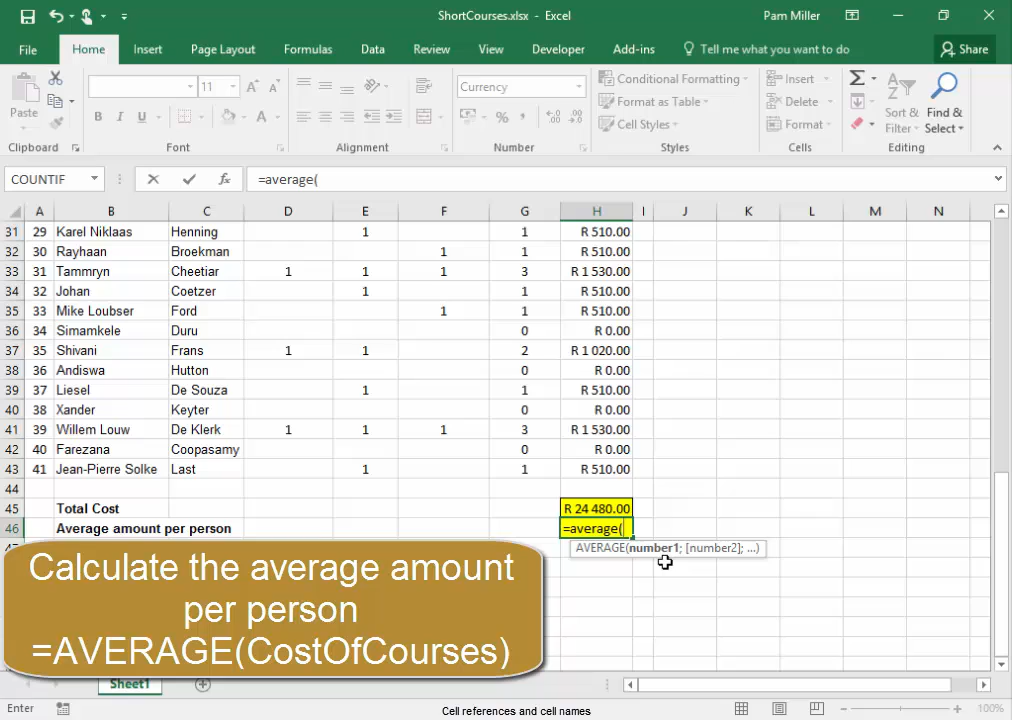 ShortCourses.xlsx - Excel
Pam Miller
File Home Insert Page Layout Formulas Data Review View Developer Add-ins Tell me what you want to do Share
Paste
11
A A
B I U A
Currency
%
Conditional Formatting
Format as Table
Cell Styles
Insert
Delete
Format
Σ
Sort & Filter
Find & Select
Clipboard Font Alignment Number Styles Cells Editing
COUNTIF fx =average(
A B C D E F G H I J K L M N
31 29 Karel Niklaas Henning 1 1 R 510.00
32 30 Rayhaan Broekman 1 1 R 510.00
33 31 Tammryn Cheetiar 1 1 1 3 R 1 530.00
34 32 Johan Coetzer 1 1 R 510.00
35 33 Mike Loubser Ford 1 1 R 510.00
36 34 Simamkele Duru 0 R 0.00
37 35 Shivani Frans 1 1 2 R 1 020.00
38 36 Andiswa Hutton 0 R 0.00
39 37 Liesel De Souza 1 1 R 510.00
40 38 Xander Keyter 0 R 0.00
41 39 Willem Louw De Klerk 1 1 1 3 R 1 530.00
42 40 Farezana Coopasamy 0 R 0.00
43 41 Jean-Pierre Solke Last 1 1 R 510.00
44
45 Total Cost R 24 480.00
46 Average amount per person =average(
AVERAGE(number1; [number2]; ...)
Calculate the average amount
per person
=AVERAGE(CostOfCourses)
Sheet1
Enter
Cell references and cell names
100%